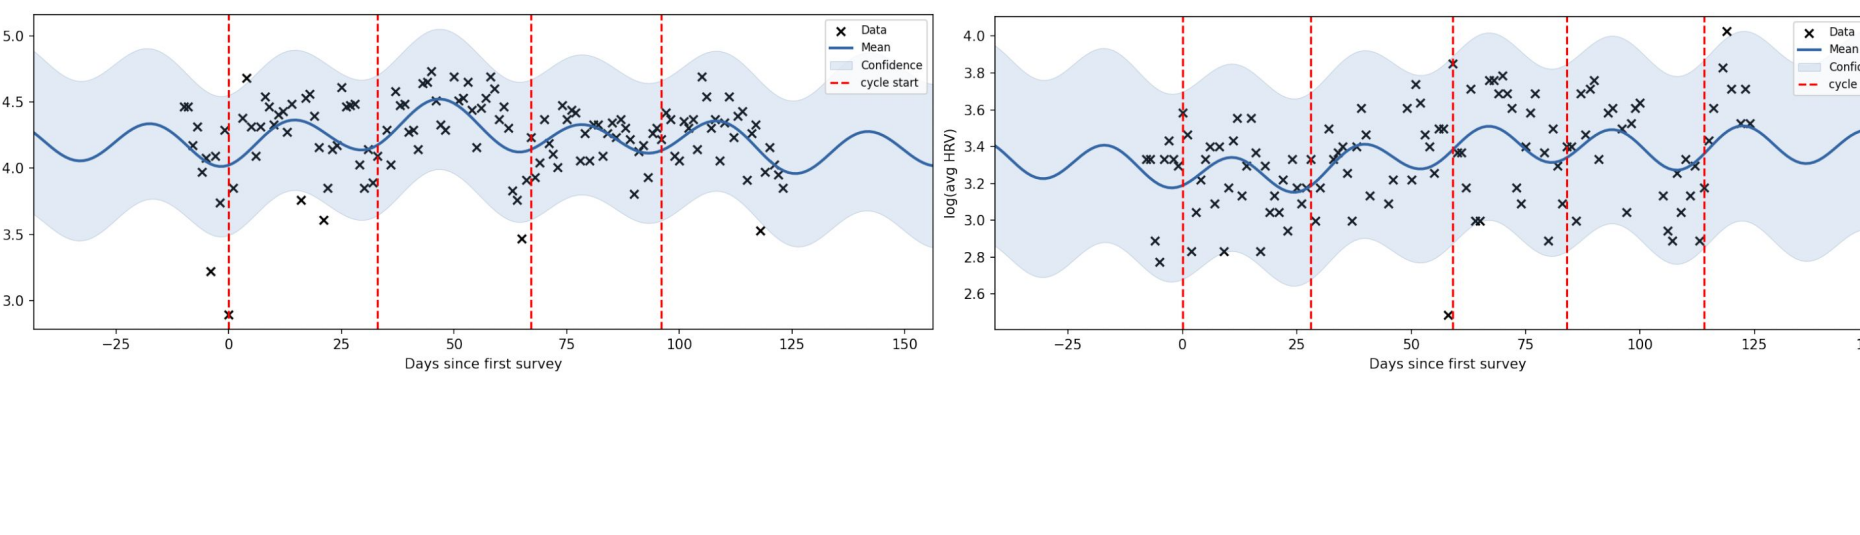 5.0
4.5
4.0
3.5
3.0
−25
0
25
50
75
100
125
150
Days since first survey
Data
Mean
Confidence
cycle start
log(avg HRV)
4.0
3.8
3.6
3.4
3.2
3.0
2.8
2.6
−25
0
25
50
75
100
125
1
Days since first survey
Data
Mean
Confid
cycle